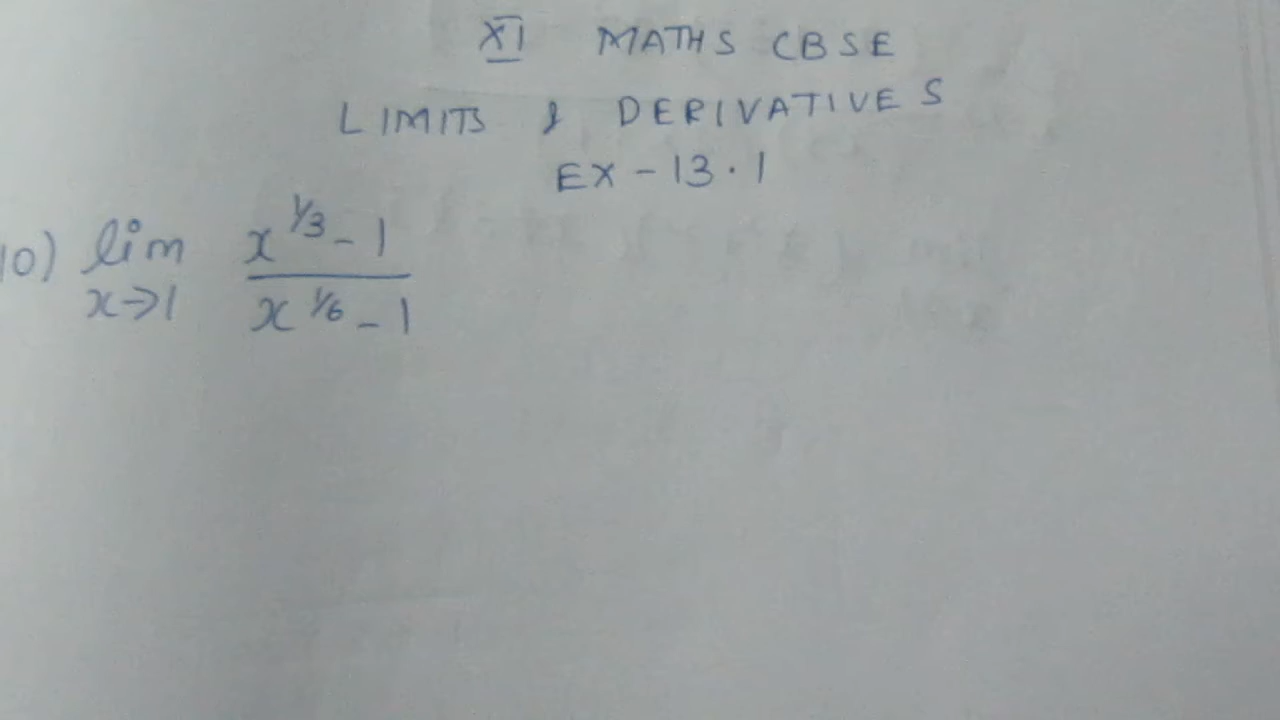 XI MATHS CBSE
LIMITS & DERIVATIVES
EX - 13.1
10) lim x→1 (x^{1/3} - 1)/(x^{1/6} - 1)